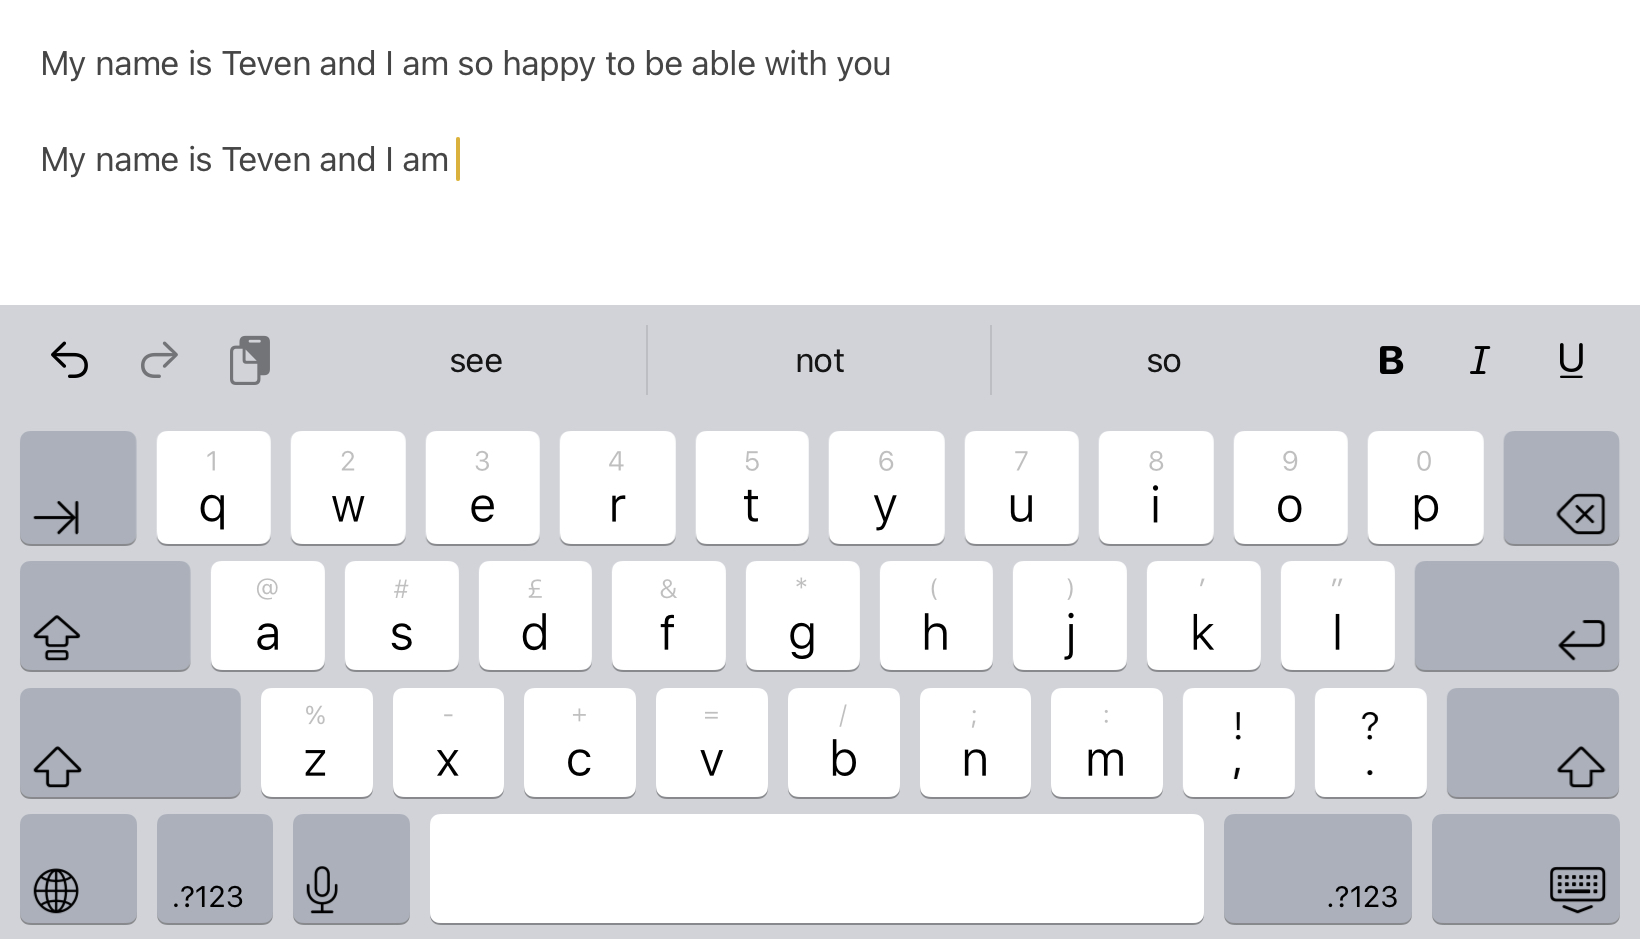 My name is Teven and I am so happy to be able with you
My name is Teven and I am
see not so B I U
1 2 3 4 5 6 7 8 9 0
q w e r t y u i o p
@ # £ & * ( ) ' "
a s d f g h j k l
% - + = / ; : ! ?
z x c v b n m , .
.?123 .?123